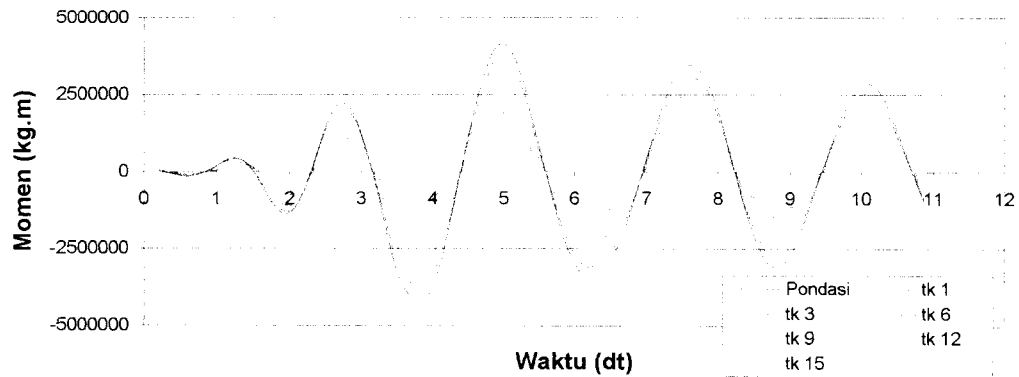 5000000
2500000
0
-2500000
-5000000
Momen (kg.m)
0 1 2 3 4 5 6 7 8 9 10 11 12
Waktu (dt)
Pondasi tk 1
tk 3 tk 6
tk 9 tk 12
tk 15